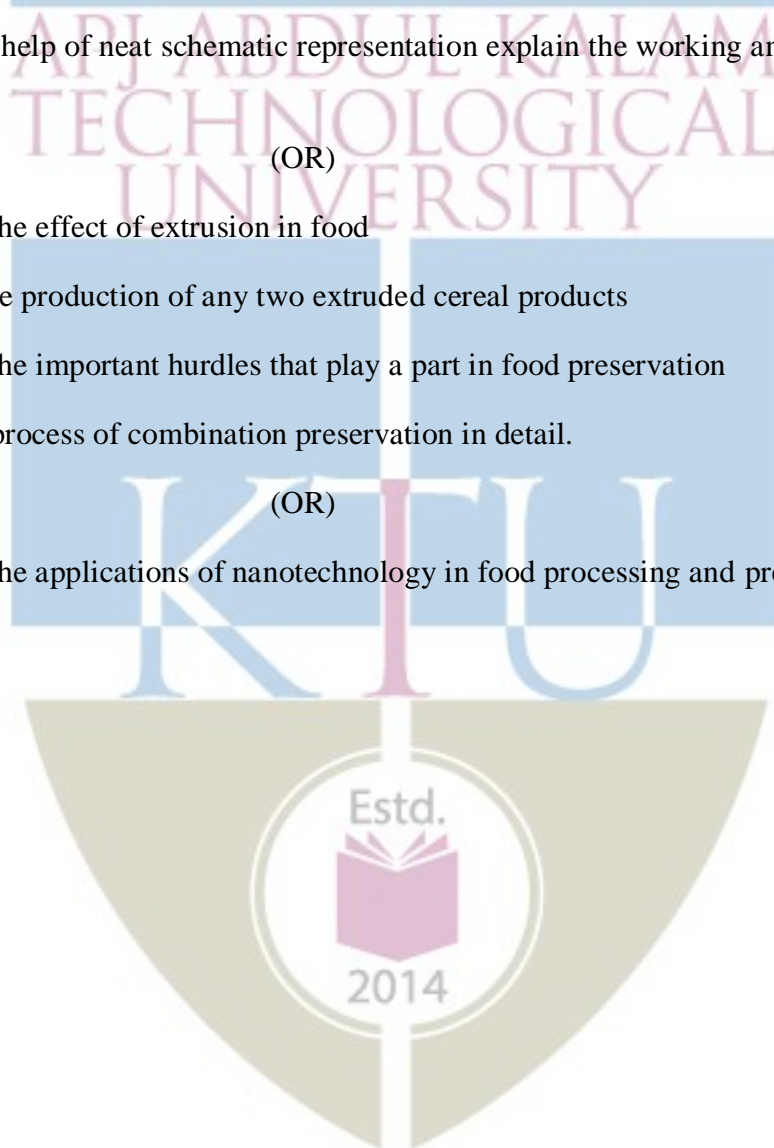 APJ ABDUL KALAM
help of neat schematic representation explain the working
TECHNOLOGICAL
(OR)
UNIVERSITY
he effect of extrusion in food
e production of any two extruded cereal products
he important hurdles that play a part in food preservation
process of combination preservation in detail.
KTU
(OR)
he applications of nanotechnology in food processing and
Estd.
2014